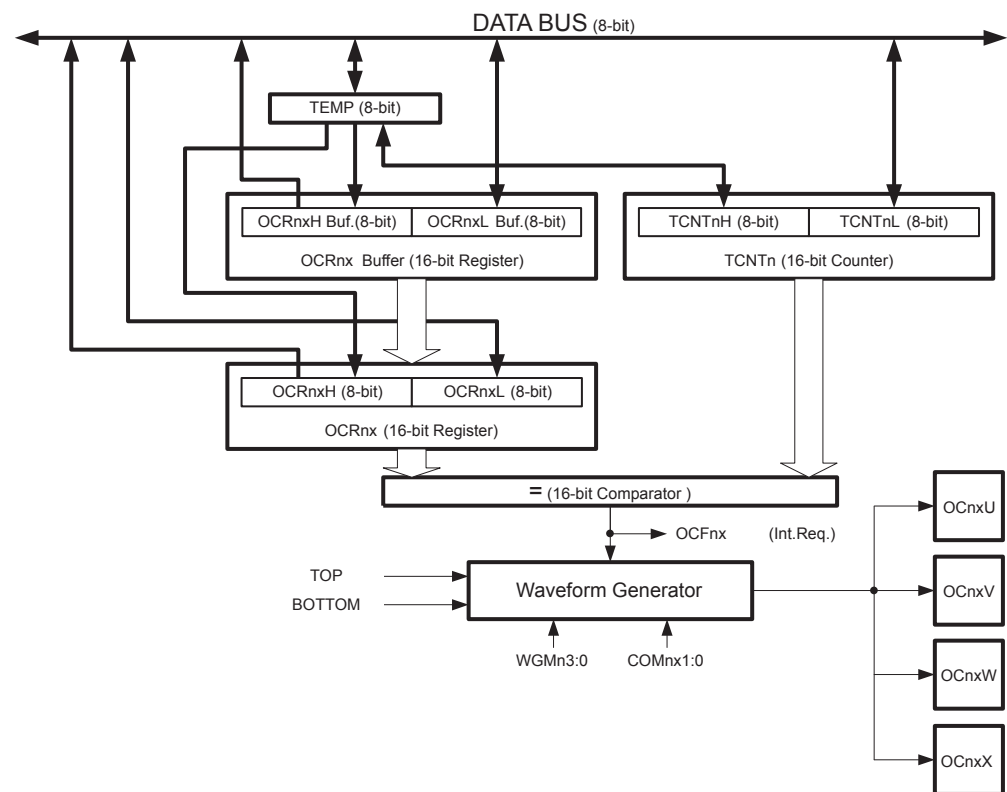 DATA BUS (8-bit)
TEMP (8-bit)
OCRnxH Buf.(8-bit)
OCRnxL Buf.(8-bit)
OCRnx Buffer (16-bit Register)
TCNTnH (8-bit)
TCNTnL (8-bit)
TCNTn (16-bit Counter)
OCRnxH (8-bit)
OCRnxL (8-bit)
OCRnx (16-bit Register)
= (16-bit Comparator )
OCFnx (Int.Req.)
TOP
BOTTOM
Waveform Generator
WGMn3:0
COMnx1:0
OCnxU
OCnxV
OCnxW
OCnxX